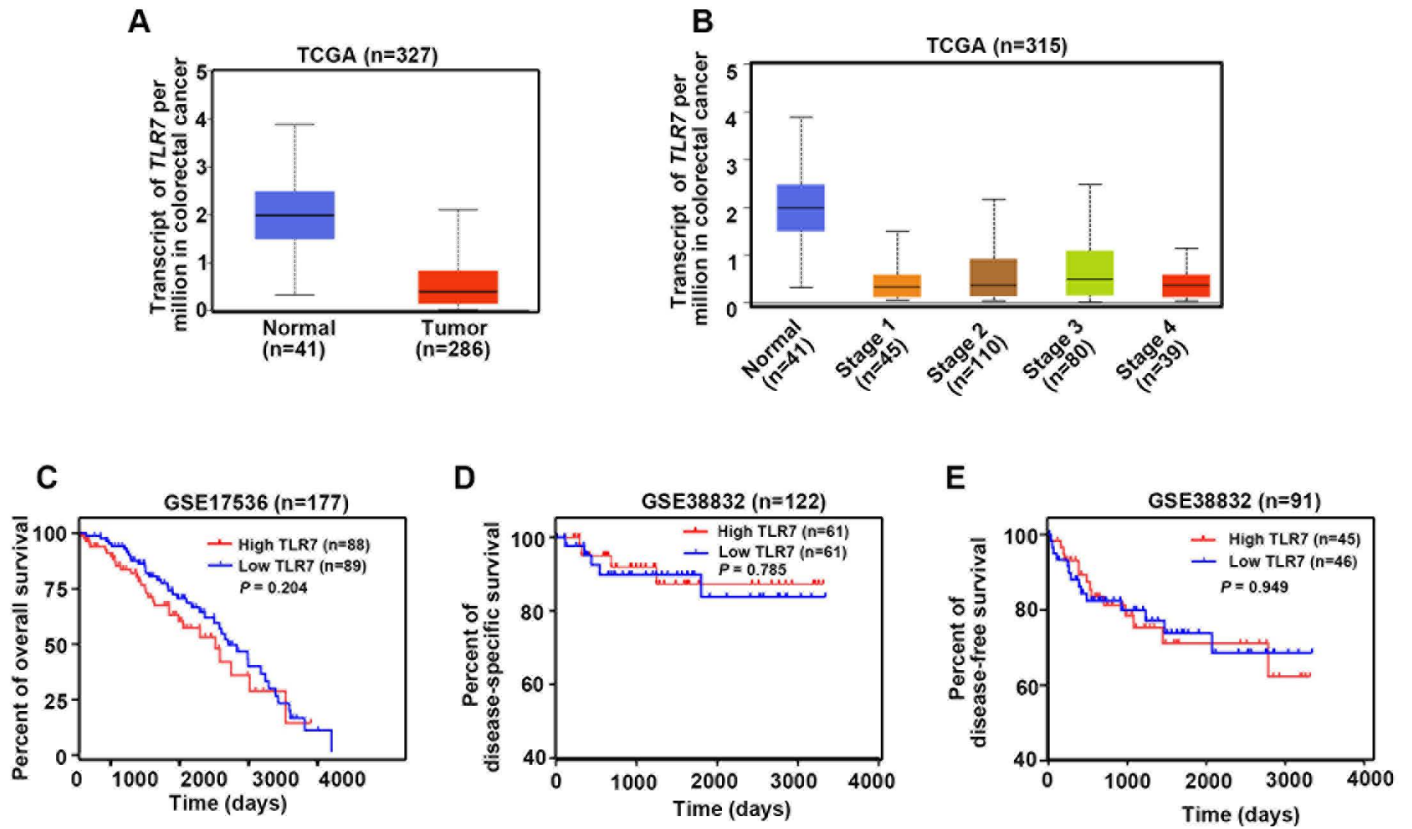 A
TCGA (n=327)
Transcript of TLR7 per
million in colorectal cancer
5
4
3
2
1
0
Normal
(n=41)
Tumor
(n=286)
B
TCGA (n=315)
Transcript of TLR7 per
million in colorectal cancer
5
4
3
2
1
0
Normal
(n=41)
Stage 1
(n=45)
Stage 2
(n=110)
Stage 3
(n=80)
Stage 4
(n=39)
C
GSE17536 (n=177)
Percent of overall survival
100
75
50
25
0
High TLR7 (n=88)
Low TLR7 (n=89)
P = 0.204
0 1000 2000 3000 4000
Time (days)
D
GSE38832 (n=122)
Percent of
disease-specific survival
100
80
60
40
High TLR7 (n=61)
Low TLR7 (n=61)
P = 0.785
0 1000 2000 3000 4000
Time (days)
E
GSE38832 (n=91)
Percent of
disease-free survival
100
80
60
40
High TLR7 (n=45)
Low TLR7 (n=46)
P = 0.949
0 1000 2000 3000 4000
Time (days)